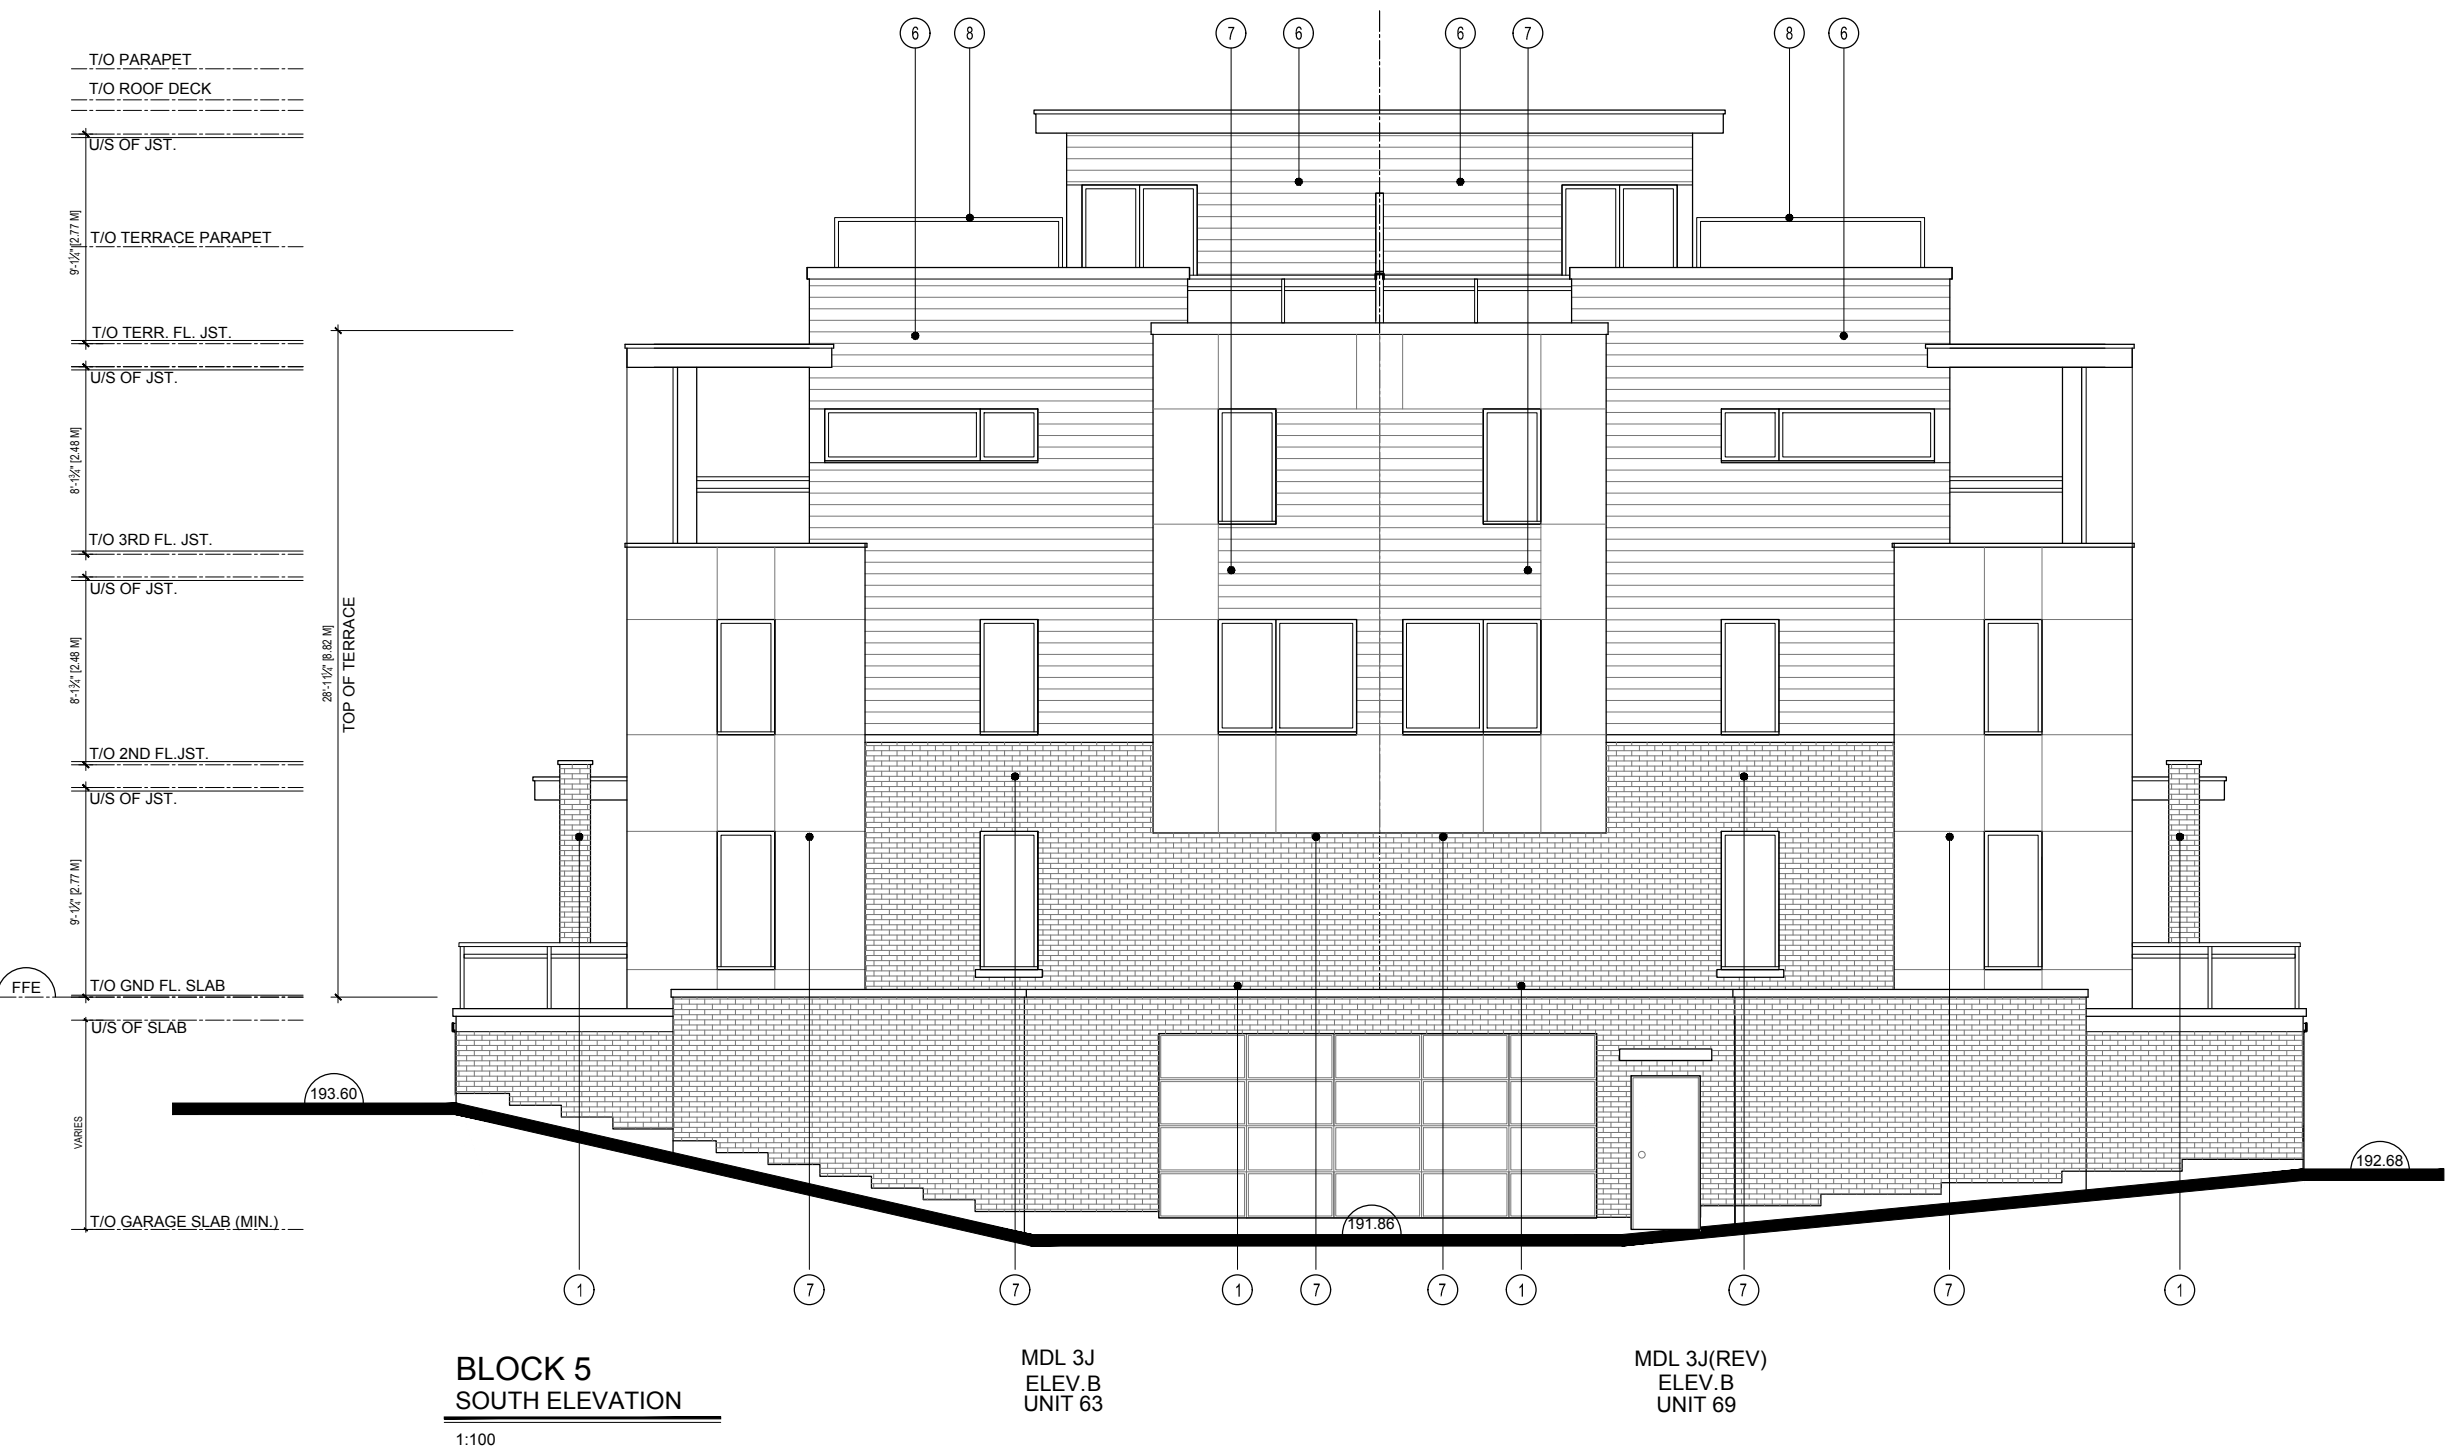 6 8 7 6 6 7 8 6
T/O PARAPET
T/O ROOF DECK
U/S OF JST.
9'-1¼" [2.77 M]
T/O TERRACE PARAPET
T/O TERR. FL. JST.
U/S OF JST.
8'-1¾" [2.48 M]
T/O 3RD FL. JST.
U/S OF JST.
8'-1¾" [2.48 M]
28'-11¼" [8.82 M]
TOP OF TERRACE
T/O 2ND FL.JST.
U/S OF JST.
9'-1¼" [2.77 M]
FFE
T/O GND FL. SLAB
U/S OF SLAB
VARIES
T/O GARAGE SLAB (MIN.)
193.60
191.86
192.68
1 7 7 1 7 7 1 7 7 1
BLOCK 5
SOUTH ELEVATION
1:100
MDL 3J
ELEV.B
UNIT 63
MDL 3J(REV)
ELEV.B
UNIT 69